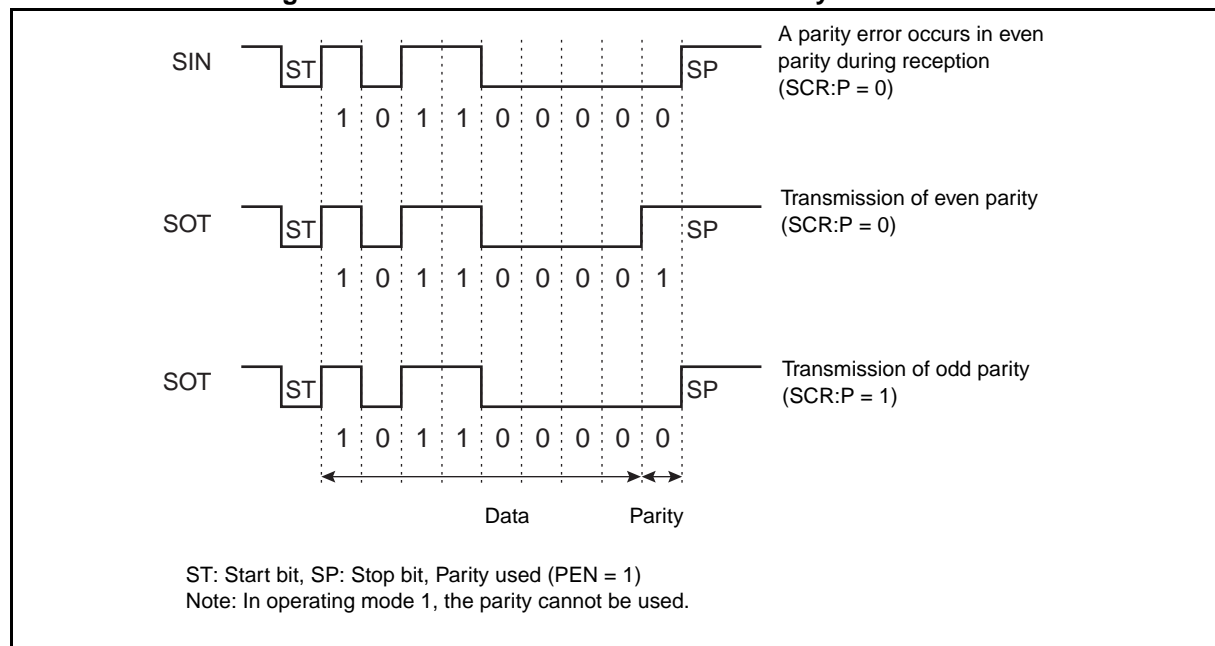 SIN
ST
SP
A parity error occurs in even
parity during reception
(SCR:P = 0)
1 0 1 1 0 0 0 0 0
SOT
ST
SP
Transmission of even parity
(SCR:P = 0)
1 0 1 1 0 0 0 0 1
SOT
ST
SP
Transmission of odd parity
(SCR:P = 1)
1 0 1 1 0 0 0 0 0
Data Parity
ST: Start bit, SP: Stop bit, Parity used (PEN = 1)
Note: In operating mode 1, the parity cannot be used.